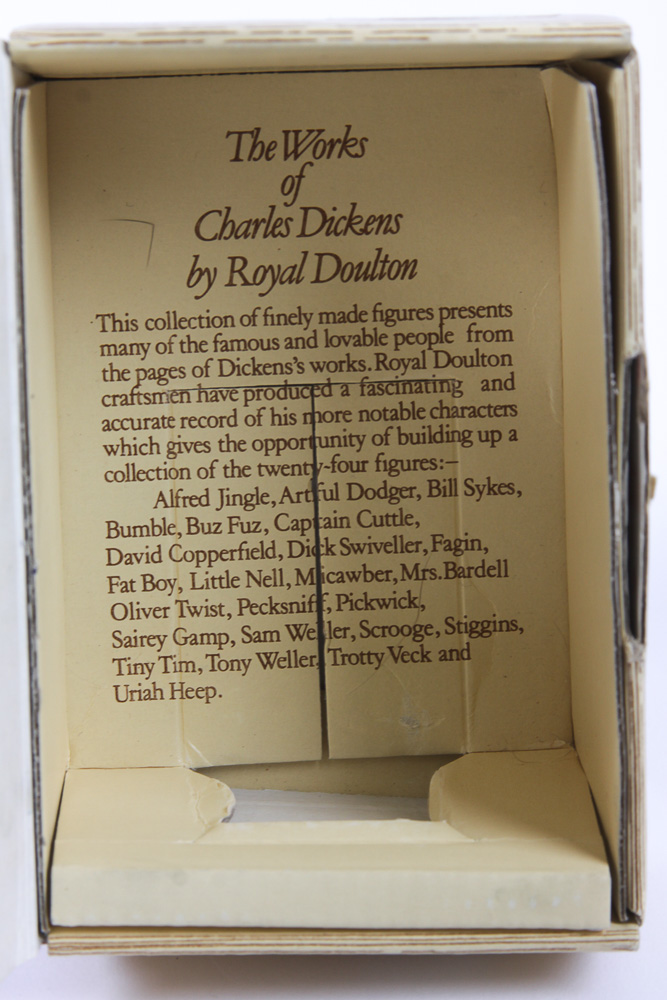 The Works
of
Charles Dickens
by Royal Doulton
This collection of finely made figures presents
many of the famous and lovable people from
the pages of Dickens's works. Royal Doulton
craftsmen have produced a fascinating and
accurate record of his more notable characters
which gives the opportunity of building up a
collection of the twenty-four figures:–
Alfred Jingle, Artful Dodger, Bill Sykes,
Bumble, Buz Fuz, Captain Cuttle,
David Copperfield, Dick Swiveller, Fagin,
Fat Boy, Little Nell, Micawber, Mrs. Bardell
Oliver Twist, Pecksniff, Pickwick,
Sairey Gamp, Sam Weller, Scrooge, Stiggins,
Tiny Tim, Tony Weller, Trotty Veck and
Uriah Heep.